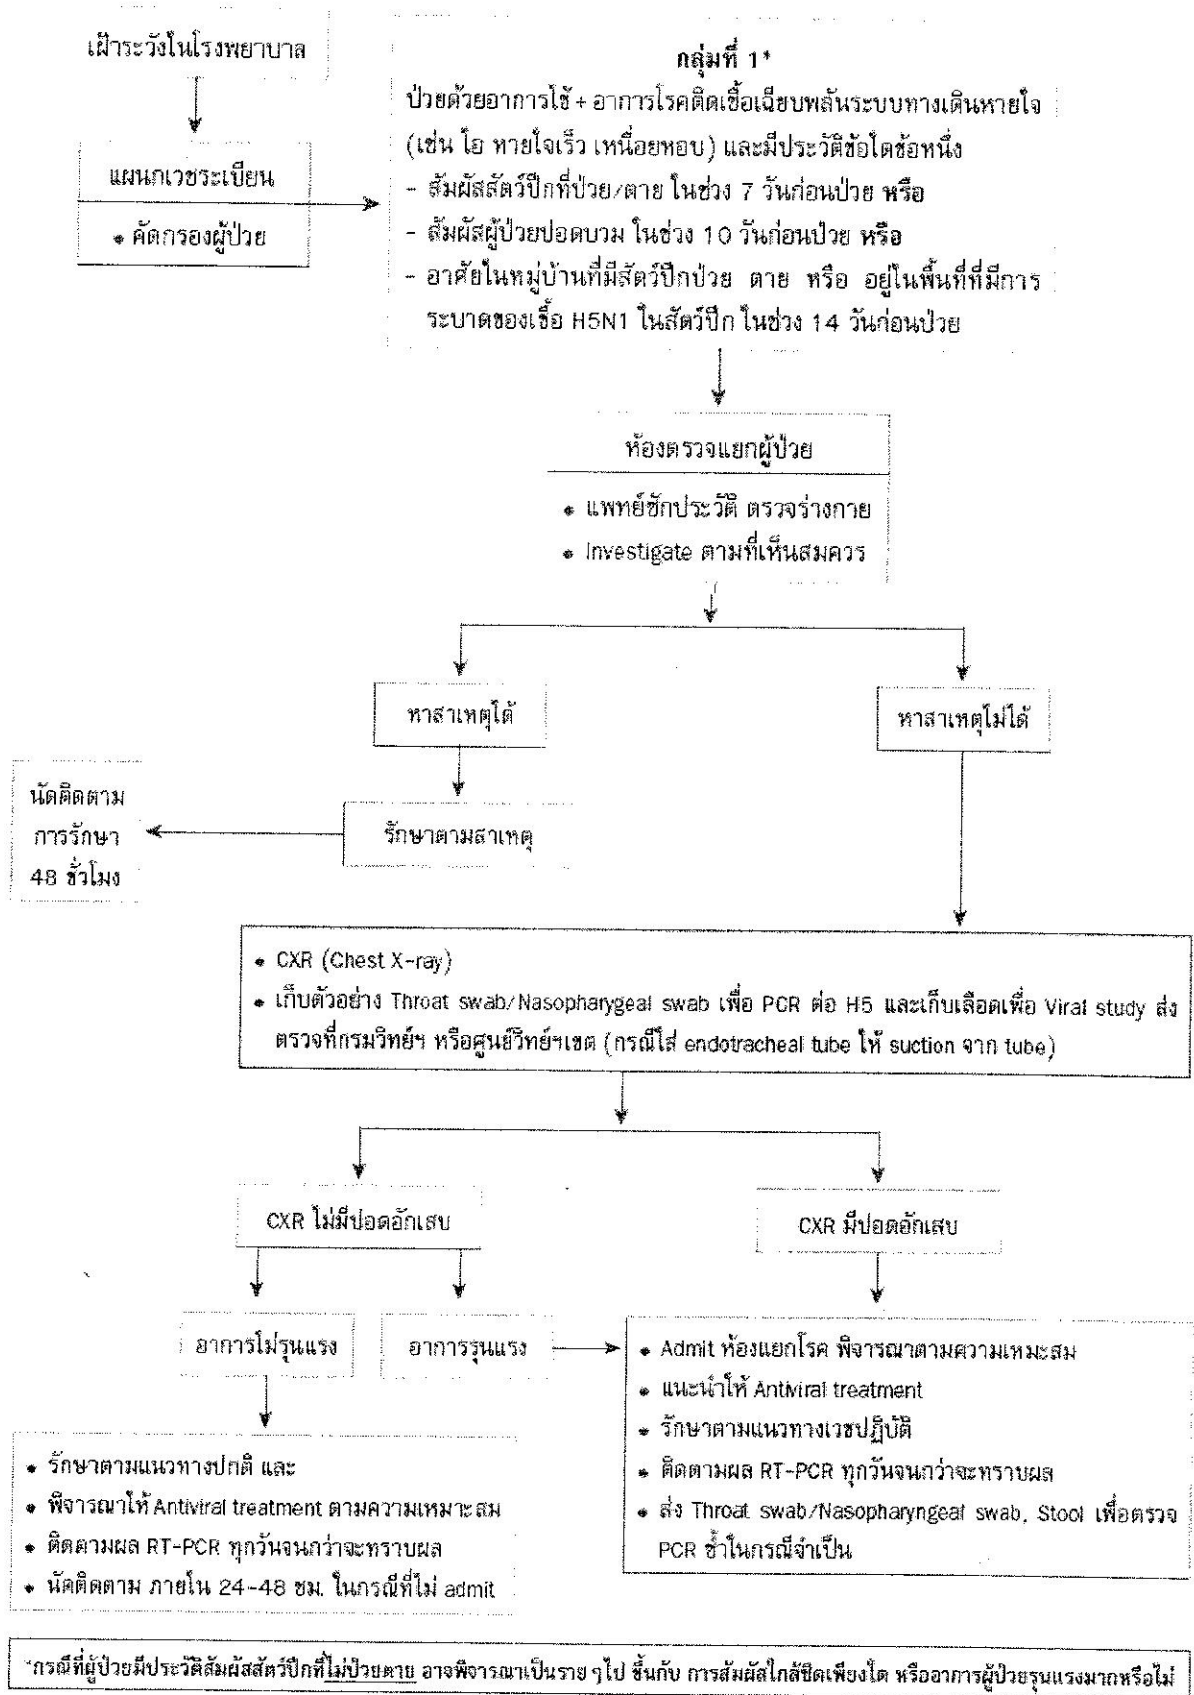 เฝ้าระวังในโรงพยาบาล
แผนกเวชระเบียน
• คัดกรองผู้ป่วย
กลุ่มที่ 1*
ป่วยด้วยอาการไข้ + อาการโรคติดเชื้อเฉียบพลันระบบทางเดินหายใจ
(เช่น ไอ หายใจเร็ว เหนื่อยหอบ) และมีประวัติข้อใดข้อหนึ่ง
- สัมผัสสัตว์ปีกที่ป่วย/ตาย ในช่วง 7 วันก่อนป่วย หรือ
- สัมผัสผู้ป่วยปอดบวม ในช่วง 10 วันก่อนป่วย หรือ
- อาศัยในหมู่บ้านที่มีสัตว์ปีกป่วย ตาย หรือ อยู่ในพื้นที่ที่มีการ
ระบาดของเชื้อ H5N1 ในสัตว์ปีก ในช่วง 14 วันก่อนป่วย
ห้องตรวจแยกผู้ป่วย
• แพทย์ซักประวัติ ตรวจร่างกาย
• Investigate ตามที่เห็นสมควร
หาสาเหตุได้
หาสาเหตุไม่ได้
รักษาตามสาเหตุ
นัดติดตาม
การรักษา
48 ชั่วโมง
• CXR (Chest X-ray)
• เก็บตัวอย่าง Throat swab/Nasopharygeal swab เพื่อ PCR ต่อ H5 และเก็บเลือดเพื่อ Viral study ส่ง
ตรวจที่กรมวิทย์ฯ หรือศูนย์วิทย์ฯเขต (กรณีใส่ endotracheal tube ให้ suction จาก tube)
CXR ไม่มีปอดอักเสบ
CXR มีปอดอักเสบ
อาการไม่รุนแรง
อาการรุนแรง
• Admit ห้องแยกโรค พิจารณาตามความเหมาะสม
• แนะนำให้ Antiviral treatment
• รักษาตามแนวทางเวชปฏิบัติ
• ติดตามผล RT-PCR ทุกวันจนกว่าจะทราบผล
• ส่ง Throat swab/Nasopharyngeal swab, Stool เพื่อตรวจ
PCR ซ้ำในกรณีจำเป็น
• รักษาตามแนวทางปกติ และ
• พิจารณาให้ Antiviral treatment ตามความเหมาะสม
• ติดตามผล RT-PCR ทุกวันจนกว่าจะทราบผล
• นัดติดตาม ภายใน 24-48 ชม. ในกรณีที่ไม่ admit
*กรณีที่ผู้ป่วยมีประวัติสัมผัสสัตว์ปีกที่ไม่ป่วยตาย อาจพิจารณาเป็นราย ๆไป ขึ้นกับ การสัมผัสใกล้ชิดเพียงใด หรืออาการผู้ป่วยรุนแรงมากหรือไม่